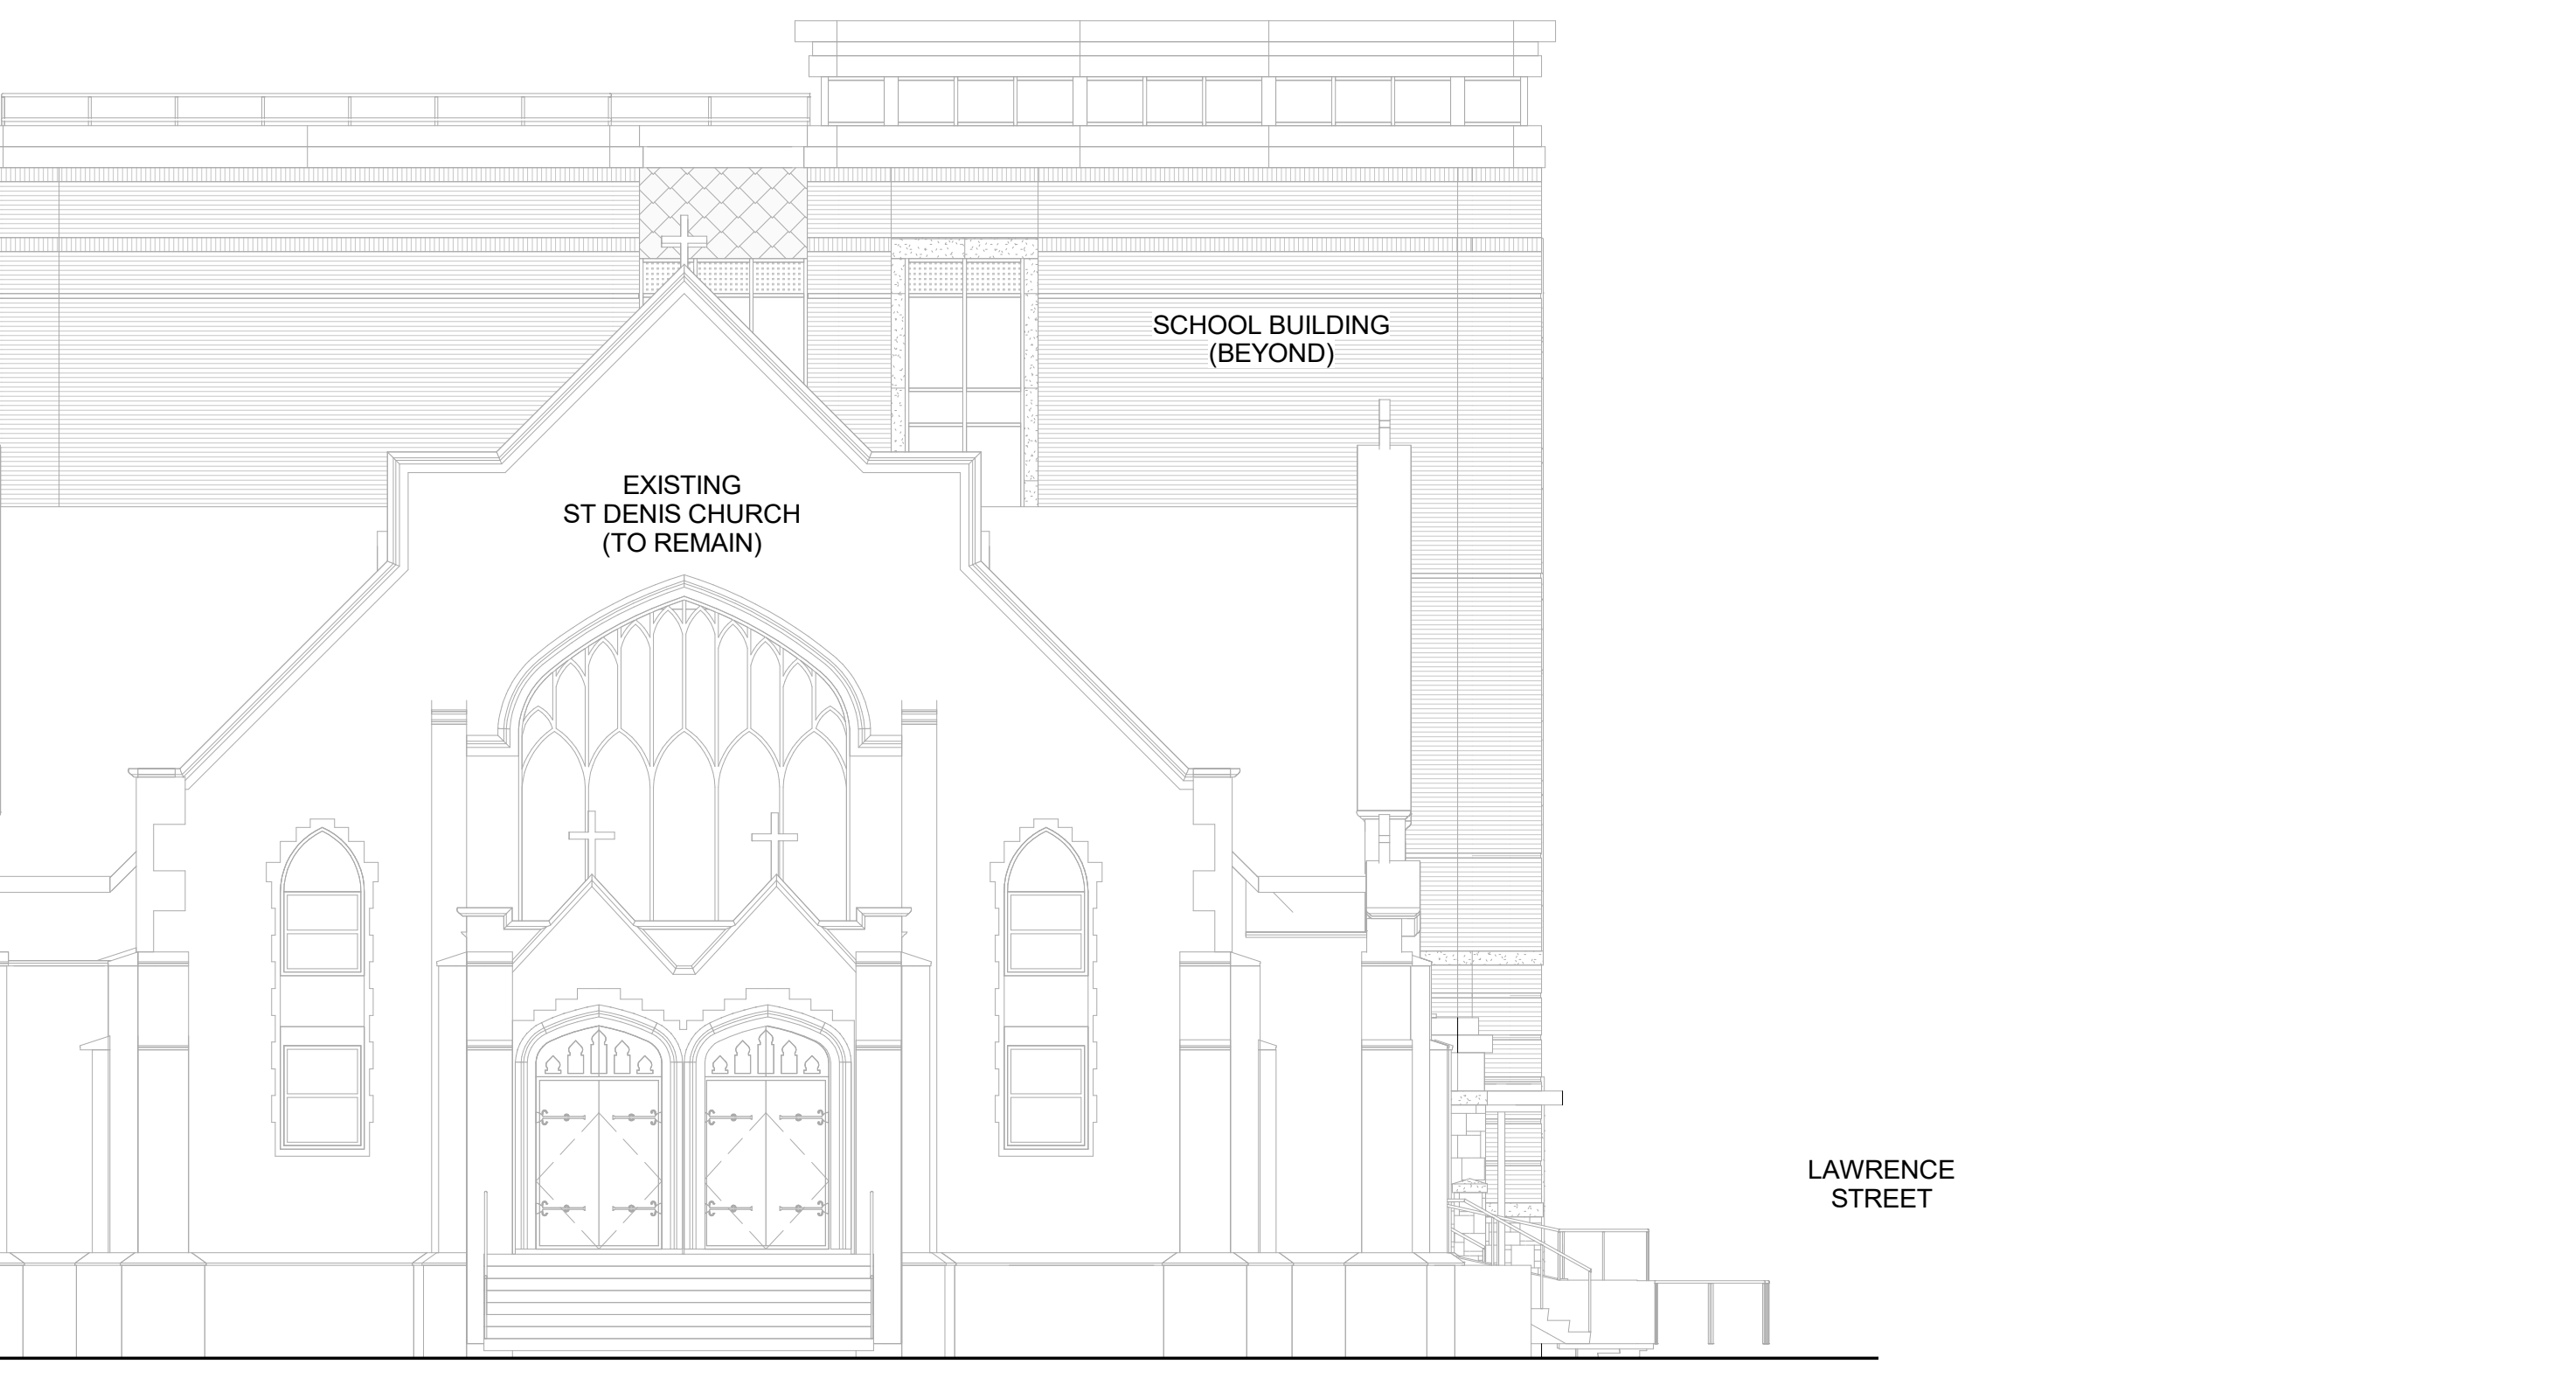 SCHOOL BUILDING
(BEYOND)
EXISTING
ST DENIS CHURCH
(TO REMAIN)
LAWRENCE
STREET